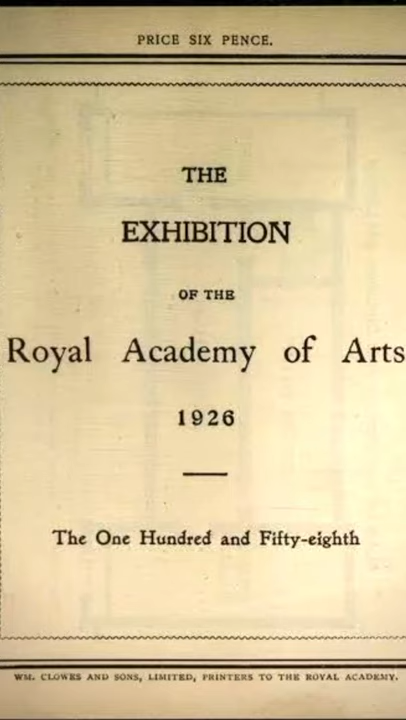 PRICE SIX PENCE.
THE
EXHIBITION
OF THE
Royal Academy of Arts
1926
The One Hundred and Fifty-eighth
WM. CLOWES AND SONS, LIMITED, PRINTERS TO THE ROYAL ACADEMY.